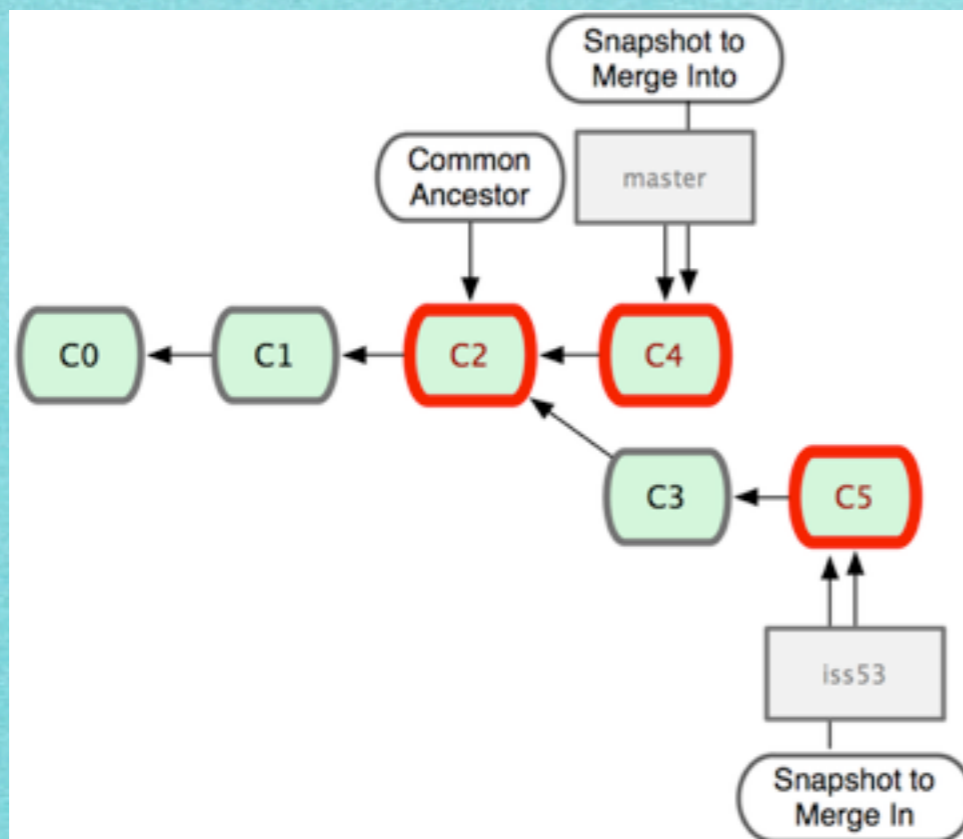 Snapshot to
Merge Into
Common
Ancestor
master
C0
C1
C2
C4
C3
C5
iss53
Snapshot to
Merge In